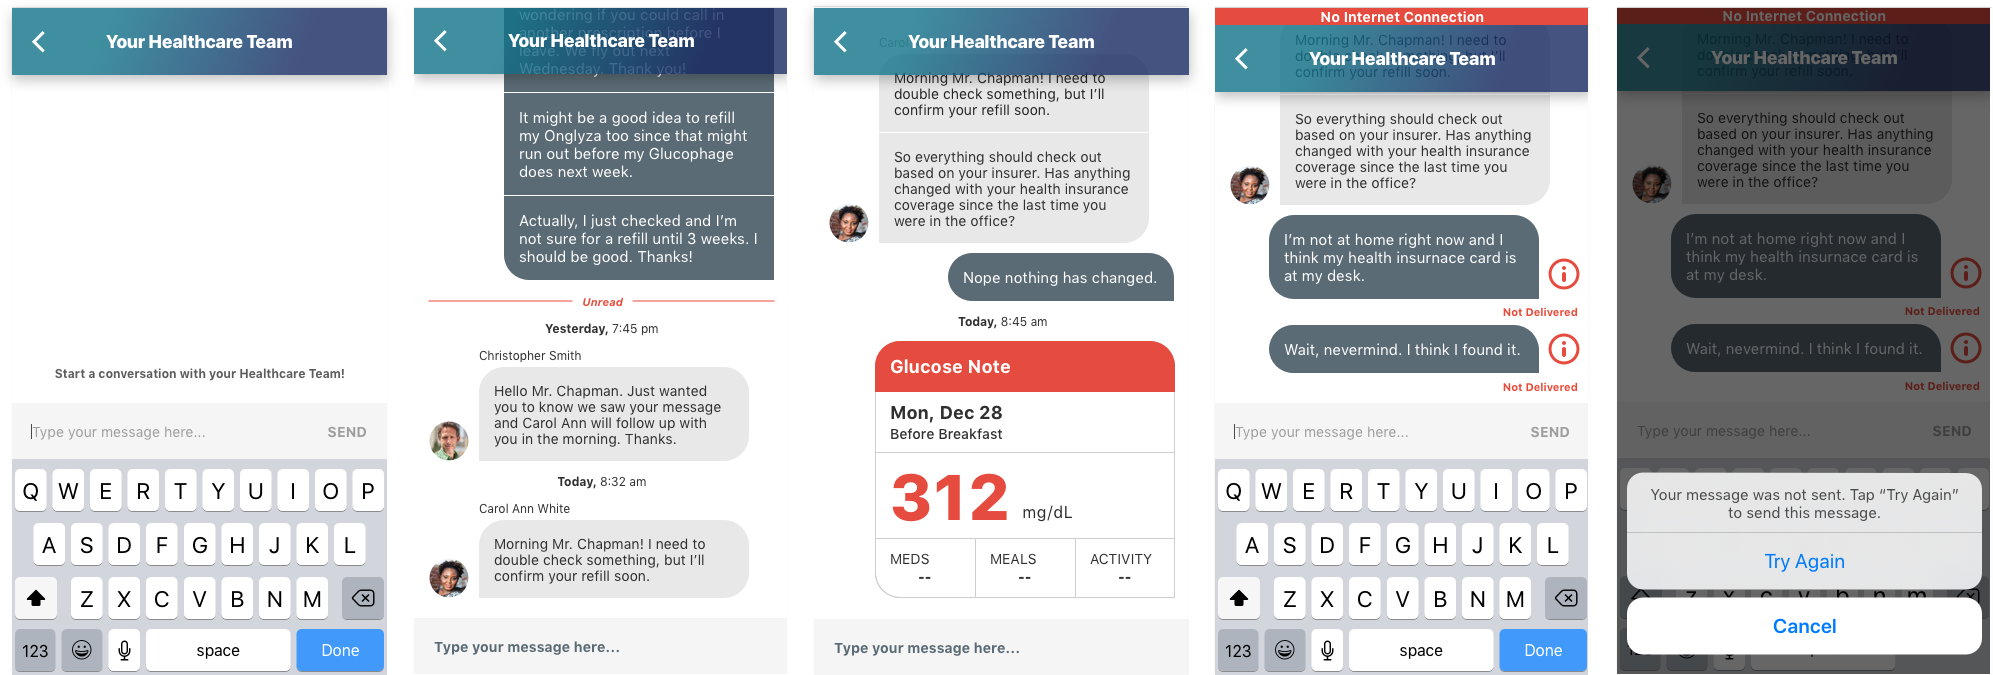 Your Healthcare Team
Start a conversation with your Healthcare Team!
Type your message here...
SEND
Q W E R T Y U I O P
A S D F G H J K L
Z X C V B N M
123
space
Done
wondering if you could call in
another prescription before I
leave. We fly out next
Wednesday. Thank you!
Your Healthcare Team
It might be a good idea to refill
my Onglyza too since that might
run out before my Glucophage
does next week.
Actually, I just checked and I’m
not sure for a refill until 3 weeks. I
should be good. Thanks!
Unread
Yesterday, 7:45 pm
Christopher Smith
Hello Mr. Chapman. Just wanted
you to know we saw your message
and Carol Ann will follow up with
you in the morning. Thanks.
Today, 8:32 am
Carol Ann White
Morning Mr. Chapman! I need to
double check something, but I’ll
confirm your refill soon.
Type your message here...
Your Healthcare Team
Carol
Morning Mr. Chapman! I need to
double check something, but I’ll
confirm your refill soon.
So everything should check out
based on your insurer. Has anything
changed with your health insurance
coverage since the last time you
were in the office?
Nope nothing has changed.
Today, 8:45 am
Glucose Note
Mon, Dec 28
Before Breakfast
312 mg/dL
MEDS
--
MEALS
--
ACTIVITY
--
Type your message here...
No Internet Connection
Morning Mr. Chapman! I need to
Your Healthcare Team
confirm your refill soon.
So everything should check out
based on your insurer. Has anything
changed with your health insurance
coverage since the last time you
were in the office?
I’m not at home right now and I
think my health insurnace card is
at my desk.
Not Delivered
Wait, nevermind. I think I found it.
Not Delivered
Type your message here...
SEND
Q W E R T Y U I O P
A S D F G H J K L
Z X C V B N M
123
space
Done
No Internet Connection
Morning Mr. Chapman! I need to
Your Healthcare Team
confirm your refill soon.
So everything should check out
based on your insurer. Has anything
changed with your health insurance
coverage since the last time you
were in the office?
I’m not at home right now and I
think my health insurnace card is
at my desk.
Not Delivered
Wait, nevermind. I think I found it.
Not Delivered
Type your message here...
SEND
Your message was not sent. Tap “Try Again”
to send this message.
Try Again
Cancel